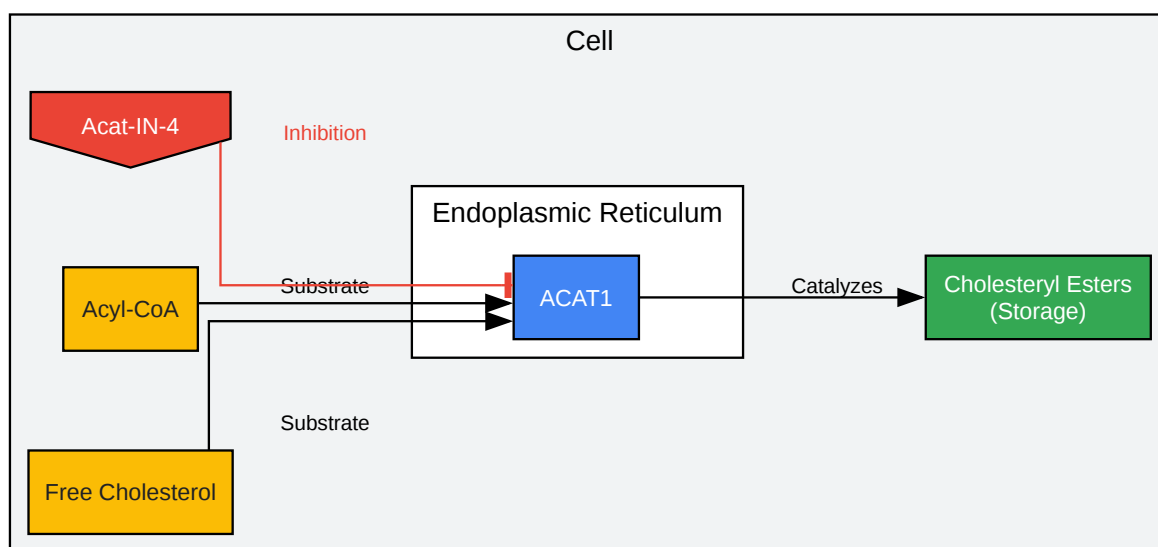 Cell
Acat-IN-4
Inhibition
Endoplasmic Reticulum
Substrate
Acyl-CoA
ACAT1
Catalyzes
Cholesteryl Esters
(Storage)
Substrate
Free Cholesterol